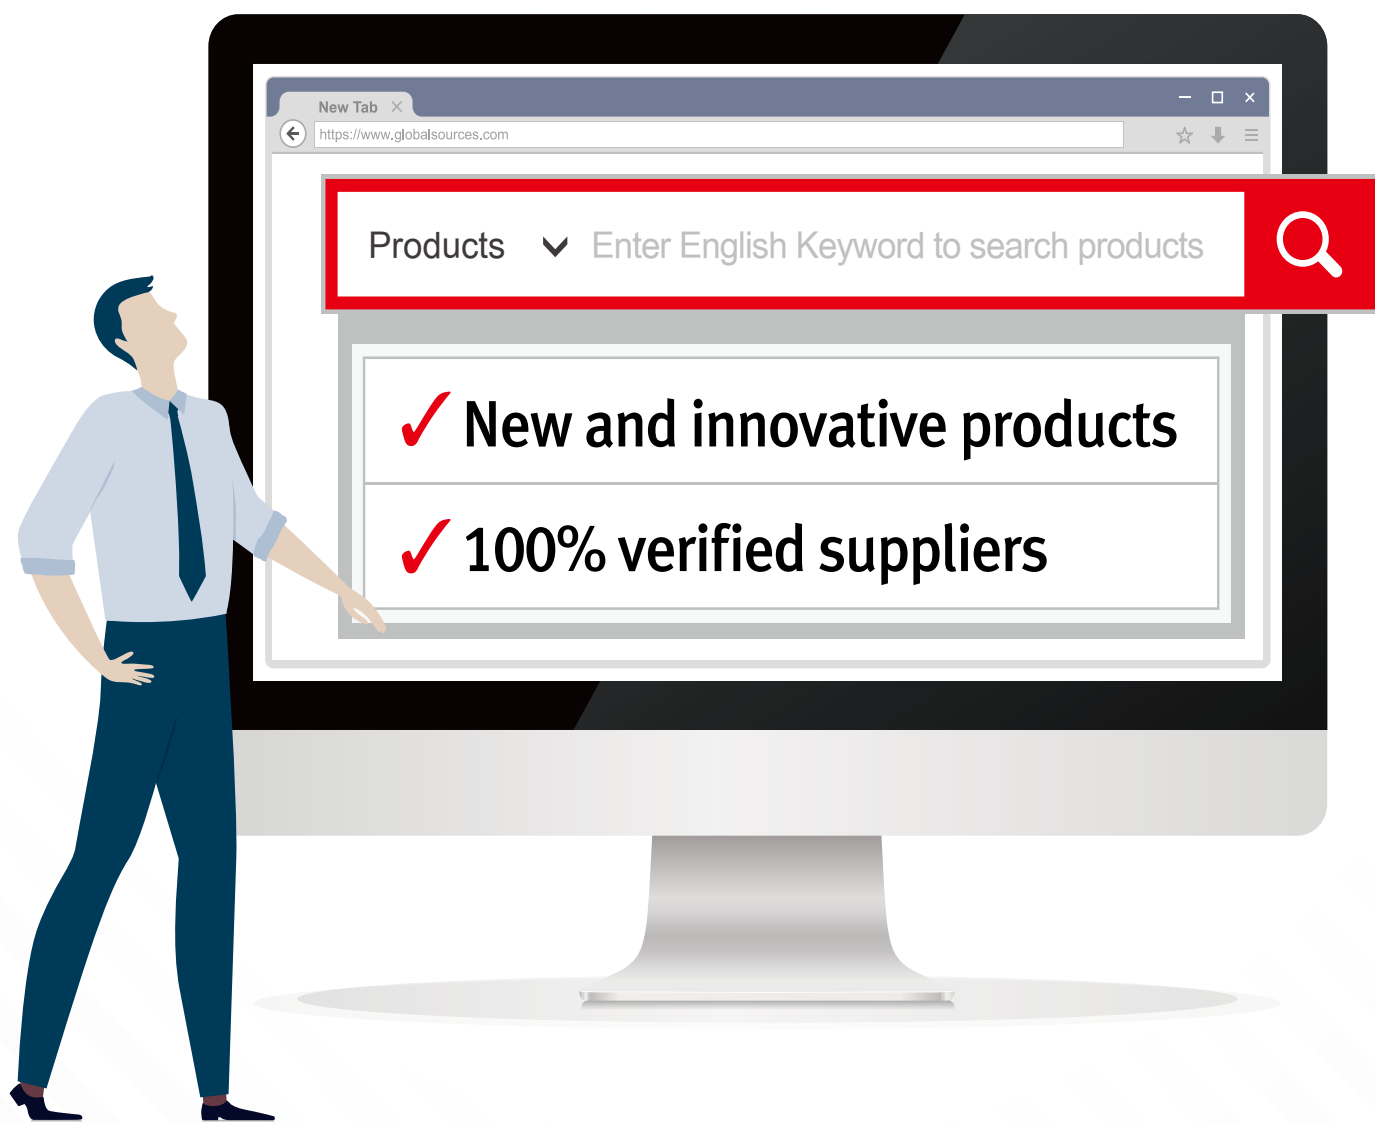 New Tab
https://www.globalsources.com
Products Enter English Keyword to search products
New and innovative products
100% verified suppliers